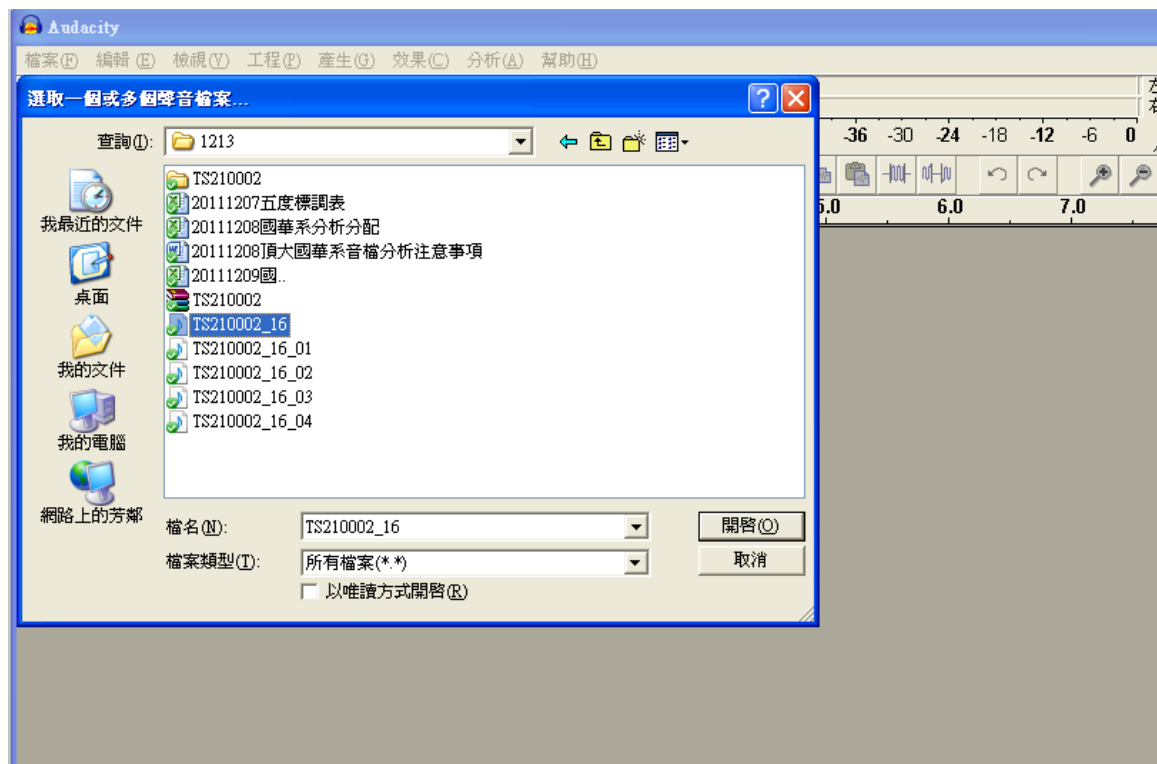 Audacity
檔案(F) 編輯(E) 檢視(V) 工程(P) 產生(G) 效果(C) 分析(A) 幫助(H)
選取一個或多個聲音檔案...
左
右
-36 -30 -24 -18 -12 -6 0
5.0 6.0 7.0
查詢(I): 1213
TS210002
20111207五度標調表
20111208國華系分析分配
20111208頂大國華系音檔分析注意事項
20111209國..
TS210002
TS210002_16
TS210002_16_01
TS210002_16_02
TS210002_16_03
TS210002_16_04
我最近的文件
桌面
我的文件
我的電腦
網路上的芳鄰
檔名(N): TS210002_16 開啓(O)
檔案類型(T): 所有檔案(*.*) 取消
以唯讀方式開啓(R)